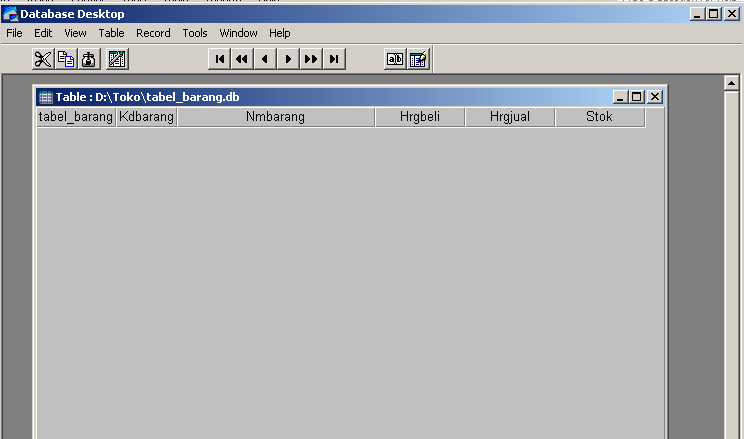 Database Desktop
File Edit View Table Record Tools Window Help
ab
Table : D:\Toko\tabel_barang.db
tabel_barang Kdbarang Nmbarang Hrgbeli Hrgjual Stok